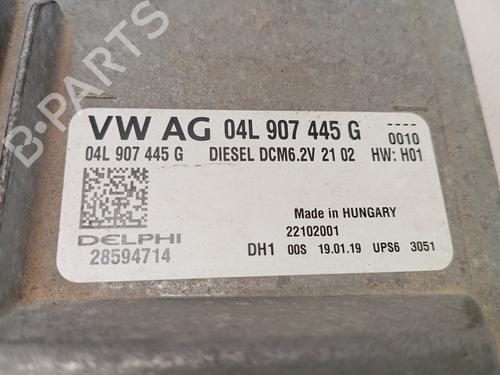 VW AG 04L 907 445 G
0010
04L 907 445 G DIESEL DCM6.2V 21 02 HW: H01
Made in HUNGARY
22102001
DELPHI
28594714
DH1 00S 19.01.19 UPS6 3051
B-PARTS